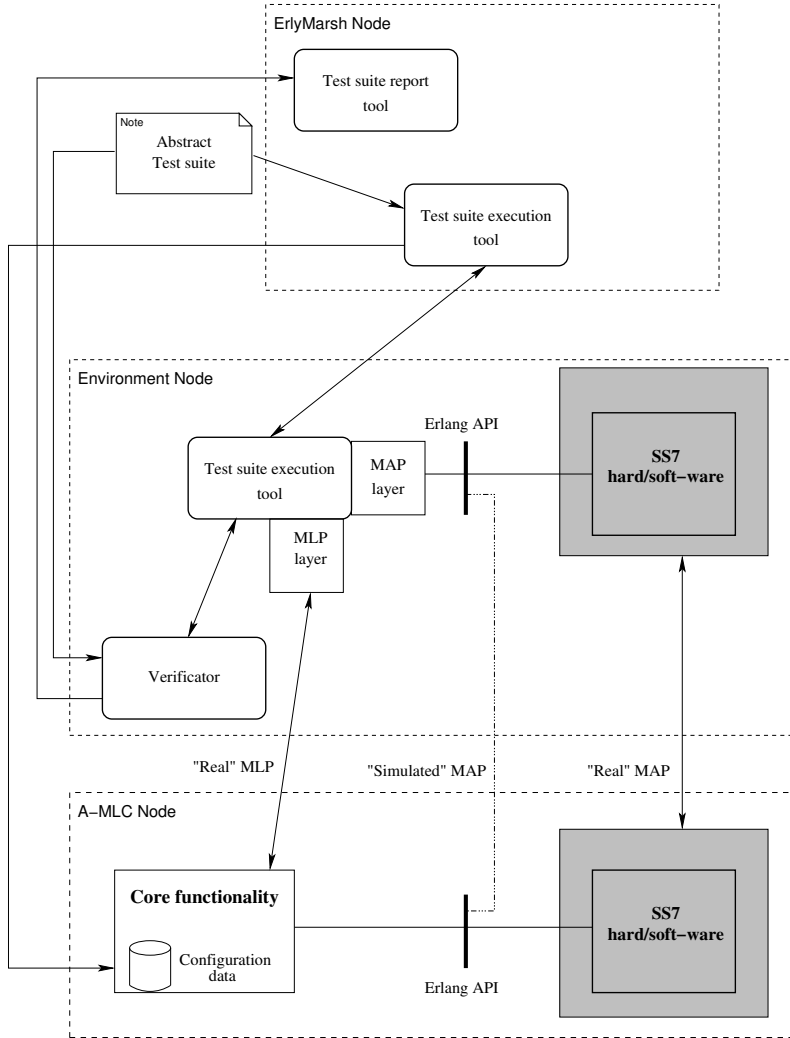 ErlyMarsh Node
Test suite report
tool
Note
Abstract
Test suite
Test suite execution
tool
Environment Node
Erlang API
Test suite execution
tool
MAP
layer
SS7
hard/soft−ware
MLP
layer
Verificator
"Real" MLP
"Simulated" MAP
"Real" MAP
A−MLC Node
Core functionality
Configuration
data
Erlang API
SS7
hard/soft−ware